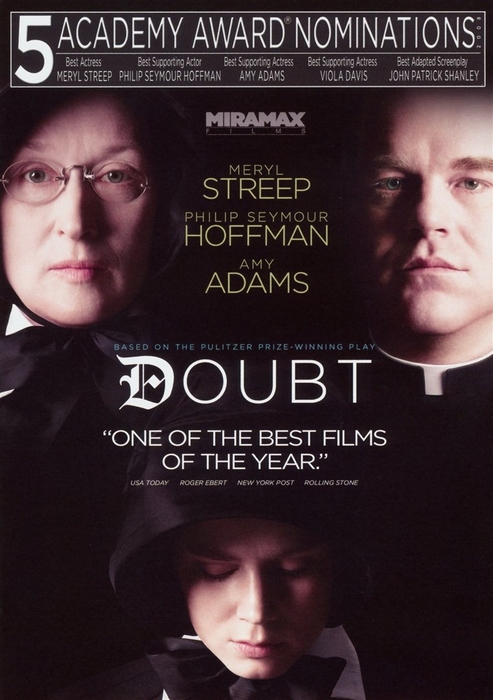 5 ACADEMY AWARD® NOMINATIONS 2008
Best Actress Best Supporting Actor Best Supporting Actress Best Supporting Actress Best Adapted Screenplay
MERYL STREEP PHILIP SEYMOUR HOFFMAN AMY ADAMS VIOLA DAVIS JOHN PATRICK SHANLEY
MIRAMAX
FILMS
MERYL
STREEP
PHILIP SEYMOUR
HOFFMAN
AMY
ADAMS
BASED ON THE PULITZER PRIZE-WINNING PLAY
DOUBT
“ONE OF THE BEST FILMS
OF THE YEAR.”
USA TODAY ROGER EBERT NEW YORK POST ROLLING STONE